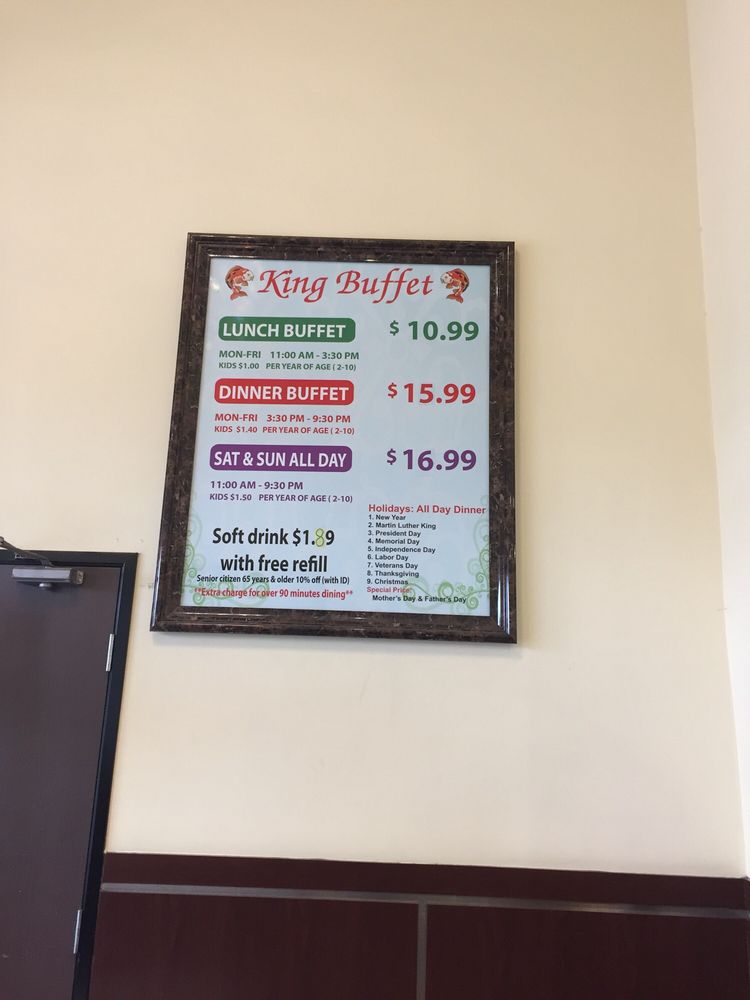 King Buffet
LUNCH BUFFET $ 10.99
MON-FRI 11:00 AM - 3:30 PM
KIDS $1.00 PER YEAR OF AGE ( 2-10)
DINNER BUFFET $ 15.99
MON-FRI 3:30 PM - 9:30 PM
KIDS $1.40 PER YEAR OF AGE ( 2-10)
SAT & SUN ALL DAY $ 16.99
11:00 AM - 9:30 PM
KIDS $1.50 PER YEAR OF AGE ( 2-10)
Soft drink $1.89
with free refill
Senior citizen 65 years & older 10% off (with ID)
**Extra charge for over 90 minutes dining**
Holidays: All Day Dinner
1. New Year
2. Martin Luther King
3. President Day
4. Memorial Day
5. Independence Day
6. Labor Day
7. Veterans Day
8. Thanksgiving
9. Christmas
Special Price:
Mother's Day & Father's Day